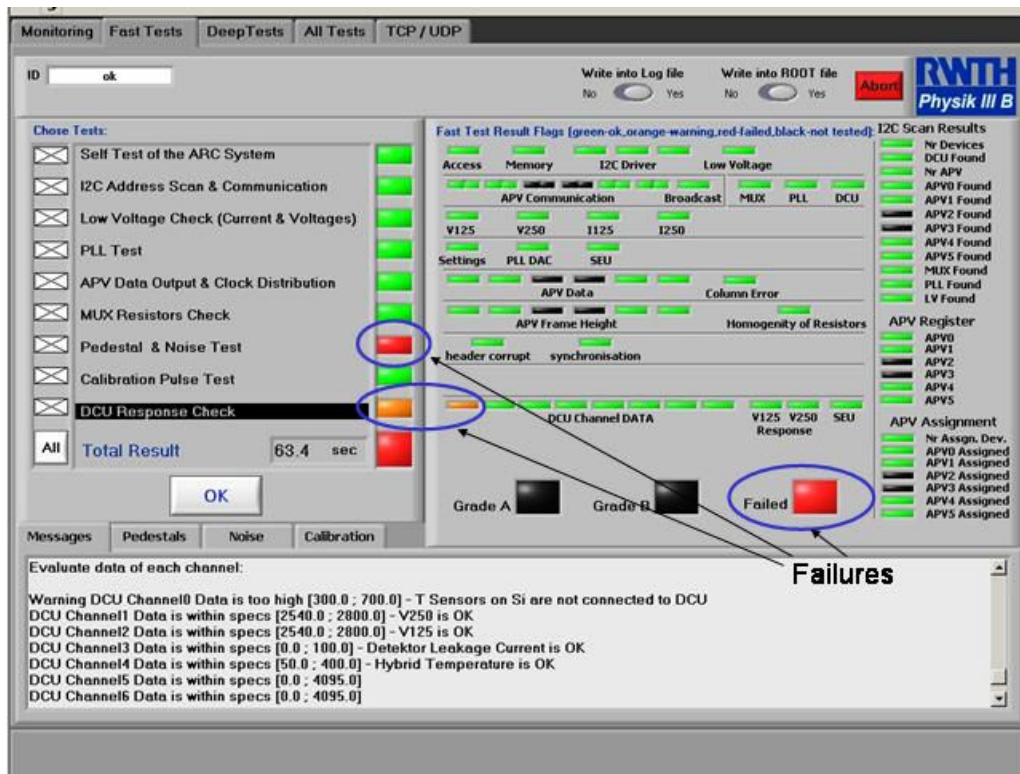 Monitoring Fast Tests DeepTests All Tests TCP / UDP
ID ok
Write into Log file
No Yes
Write into ROOT file
No Yes
Abort
RWTH
Physik III B
Chose Tests:
Self Test of the ARC System
I2C Address Scan & Communication
Low Voltage Check (Current & Voltages)
PLL Test
APV Data Output & Clock Distribution
MUX Resistors Check
Pedestal & Noise Test
Calibration Pulse Test
DCU Response Check
All Total Result 63.4 sec
OK
Fast Test Result Flags [green-ok,orange-warning,red-failed,black-not tested]:
Access Memory I2C Driver Low Voltage
APV Communication Broadcast MUX PLL DCU
V125 V250 I125 I250
Settings PLL DAC SEU
APV Data Column Error
APV Frame Height Homogenity of Resistors
header corrupt synchronisation
DCU Channel DATA V125 V250 SEU
Response
Grade A Grade B Failed
I2C Scan Results
Nr Devices
DCU Found
Nr APV
APV0 Found
APV1 Found
APV2 Found
APV3 Found
APV4 Found
APV5 Found
MUX Found
PLL Found
LV Found
APV Register
APV0
APV1
APV2
APV3
APV4
APV5
APV Assignment
Nr Assgn. Dev.
APV0 Assigned
APV1 Assigned
APV2 Assigned
APV3 Assigned
APV4 Assigned
APV5 Assigned
Failures
Messages Pedestals Noise Calibration
Evaluate data of each channel:
Warning DCU Channel0 Data is too high [300.0 ; 700.0] - T Sensors on Si are not connected to DCU
DCU Channel1 Data is within specs [2540.0 ; 2800.0] - V250 is OK
DCU Channel2 Data is within specs [2540.0 ; 2800.0] - V125 is OK
DCU Channel3 Data is within specs [0.0 ; 100.0] - Detektor Leakage Current is OK
DCU Channel4 Data is within specs [50.0 ; 400.0] - Hybrid Temperature is OK
DCU Channel5 Data is within specs [0.0 ; 4095.0]
DCU Channel6 Data is within specs [0.0 ; 4095.0]